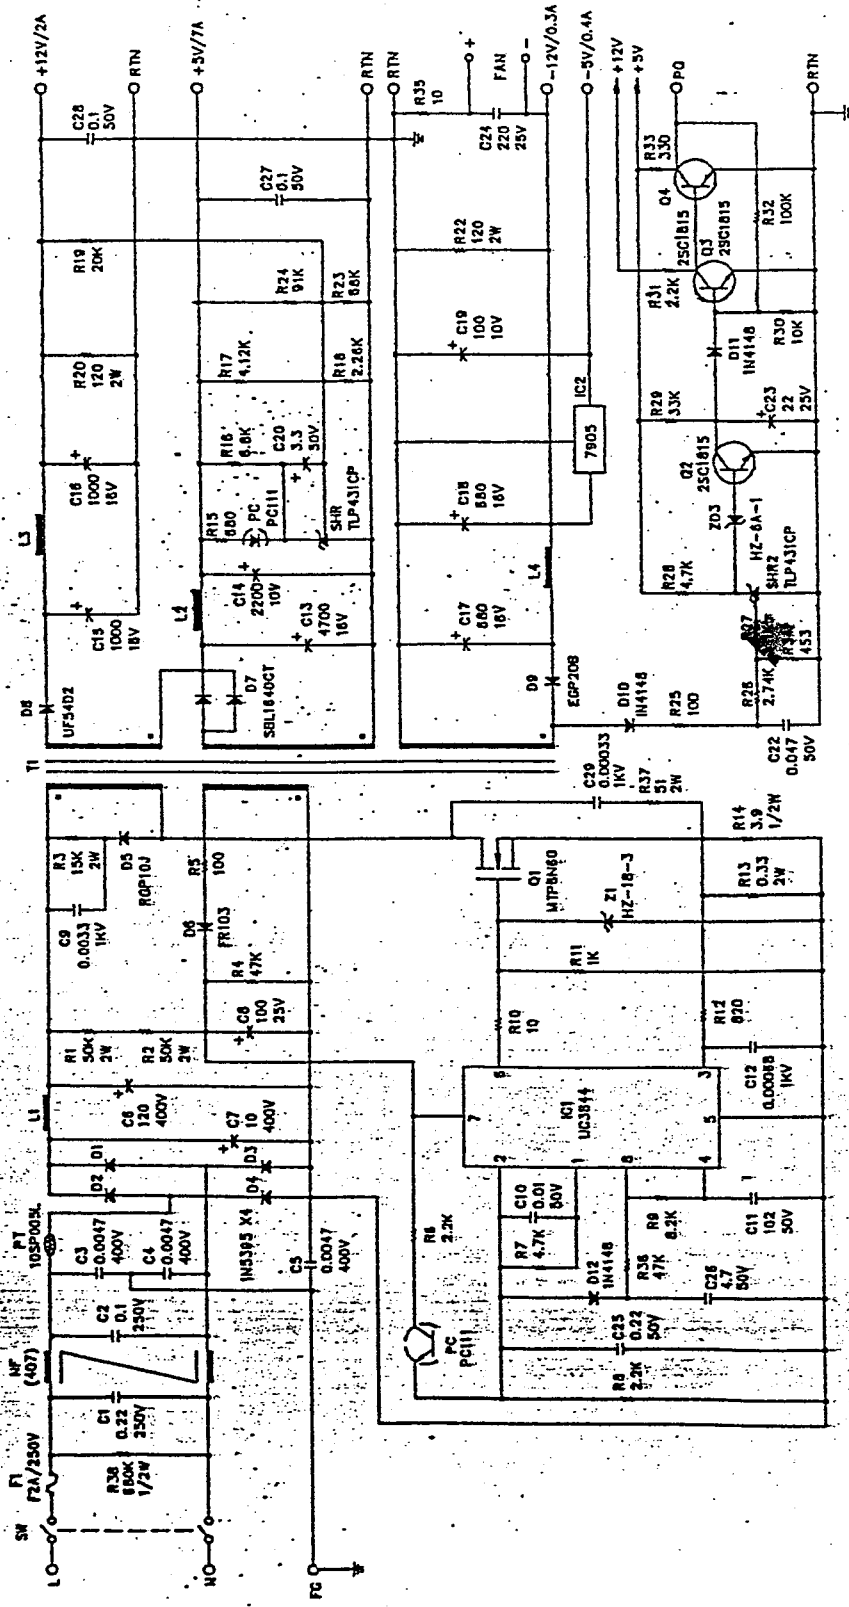 L
N
FG
SW
F1
F2A/250V
R38
680K
1/2W
C1
0.22
250V
NF
(407)
C2
0.1
250V
C3
0.0047
400V
C4
0.0047
400V
PT
10SP005L
C5
0.0047
400V
D2
D1
D4
D3
1N5395 X4
L1
C6
120
400V
C7
10
400V
R1
50K
2W
R2
50K
2W
C8
100
25V
R4
47K
D6
FR103
R5
100
C9
0.0033
1KV
R3
15K
2W
D5
RGP10J
T1
PC
PC111
R6
2.2K
R8
2.2K
C25
0.22
50V
D12
1N4148
R7
4.7K
C10
0.01
50V
R36
47K
C26
4.7
50V
R9
8.2K
C11
102
50V
IC1
UC3844
7
2
1
8
4
6
3
5
R10
10
R11
1K
Z1
HZ-18-3
Q1
MTP6N60
R12
820
C12
0.00068
1KV
R13
0.33
2W
R14
3.9
1/2W
C29
0.00033
1KV
R37
51
2W
D8
UF5402
C15
1000
16V
L3
C16
1000
16V
R20
120
2W
R19
20K
C28
0.1
50V
+12V/2A
RTN
D7
SBL1640CT
L2
C13
4700
16V
C14
2200
10V
R15
680
PC
PC111
SHR
TLP431CP
R16
6.8K
C20
3.3
50V
R17
4.12K
R18
2.26K
R24
91K
R23
68K
C27
0.1
50V
+5V/7A
RTN
D9
EGP20B
C17
680
16V
L4
C18
680
16V
IC2
7905
C19
100
10V
R22
120
2W
R35
10
C24
220
25V
+
FAN
-
RTN
-12V/0.3A
-5V/0.4A
D10
1N4148
R25
100
C22
0.047
50V
R26
2.74K
R27
453
SHR2
TLP431CP
R28
4.7K
ZD3
HZ-6A-1
Q2
2SC1815
R29
33K
C23
22
25V
D11
1N4148
R30
10K
R31
2.2K
Q3
2SC1815
R32
100K
Q4
2SC1815
R33
330
+12V
+5V
PG
RTN